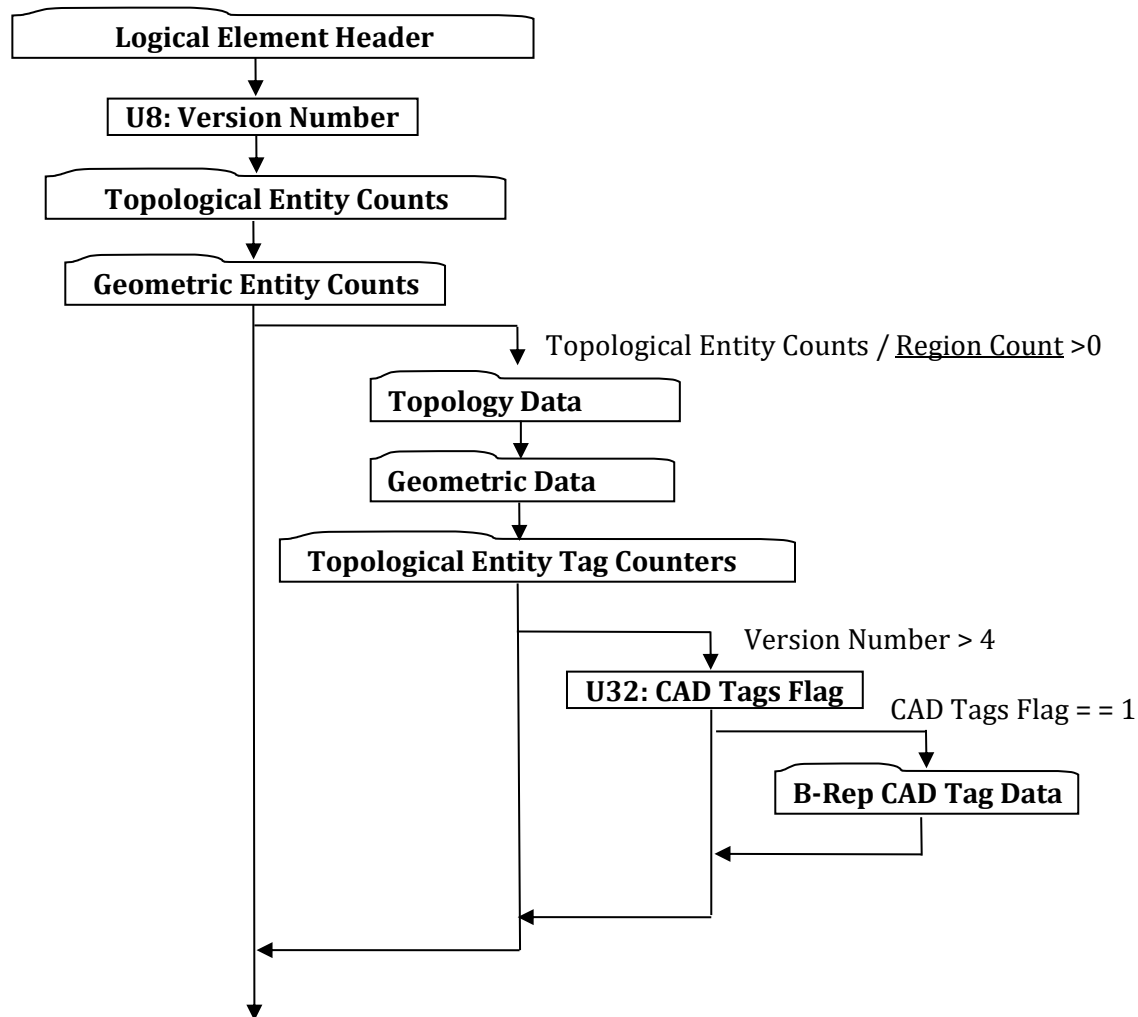 Logical Element Header
U8: Version Number
Topological Entity Counts
Geometric Entity Counts
Topological Entity Counts / Region Count >0
Topology Data
Geometric Data
Topological Entity Tag Counters
Version Number > 4
U32: CAD Tags Flag
CAD Tags Flag = = 1
B-Rep CAD Tag Data